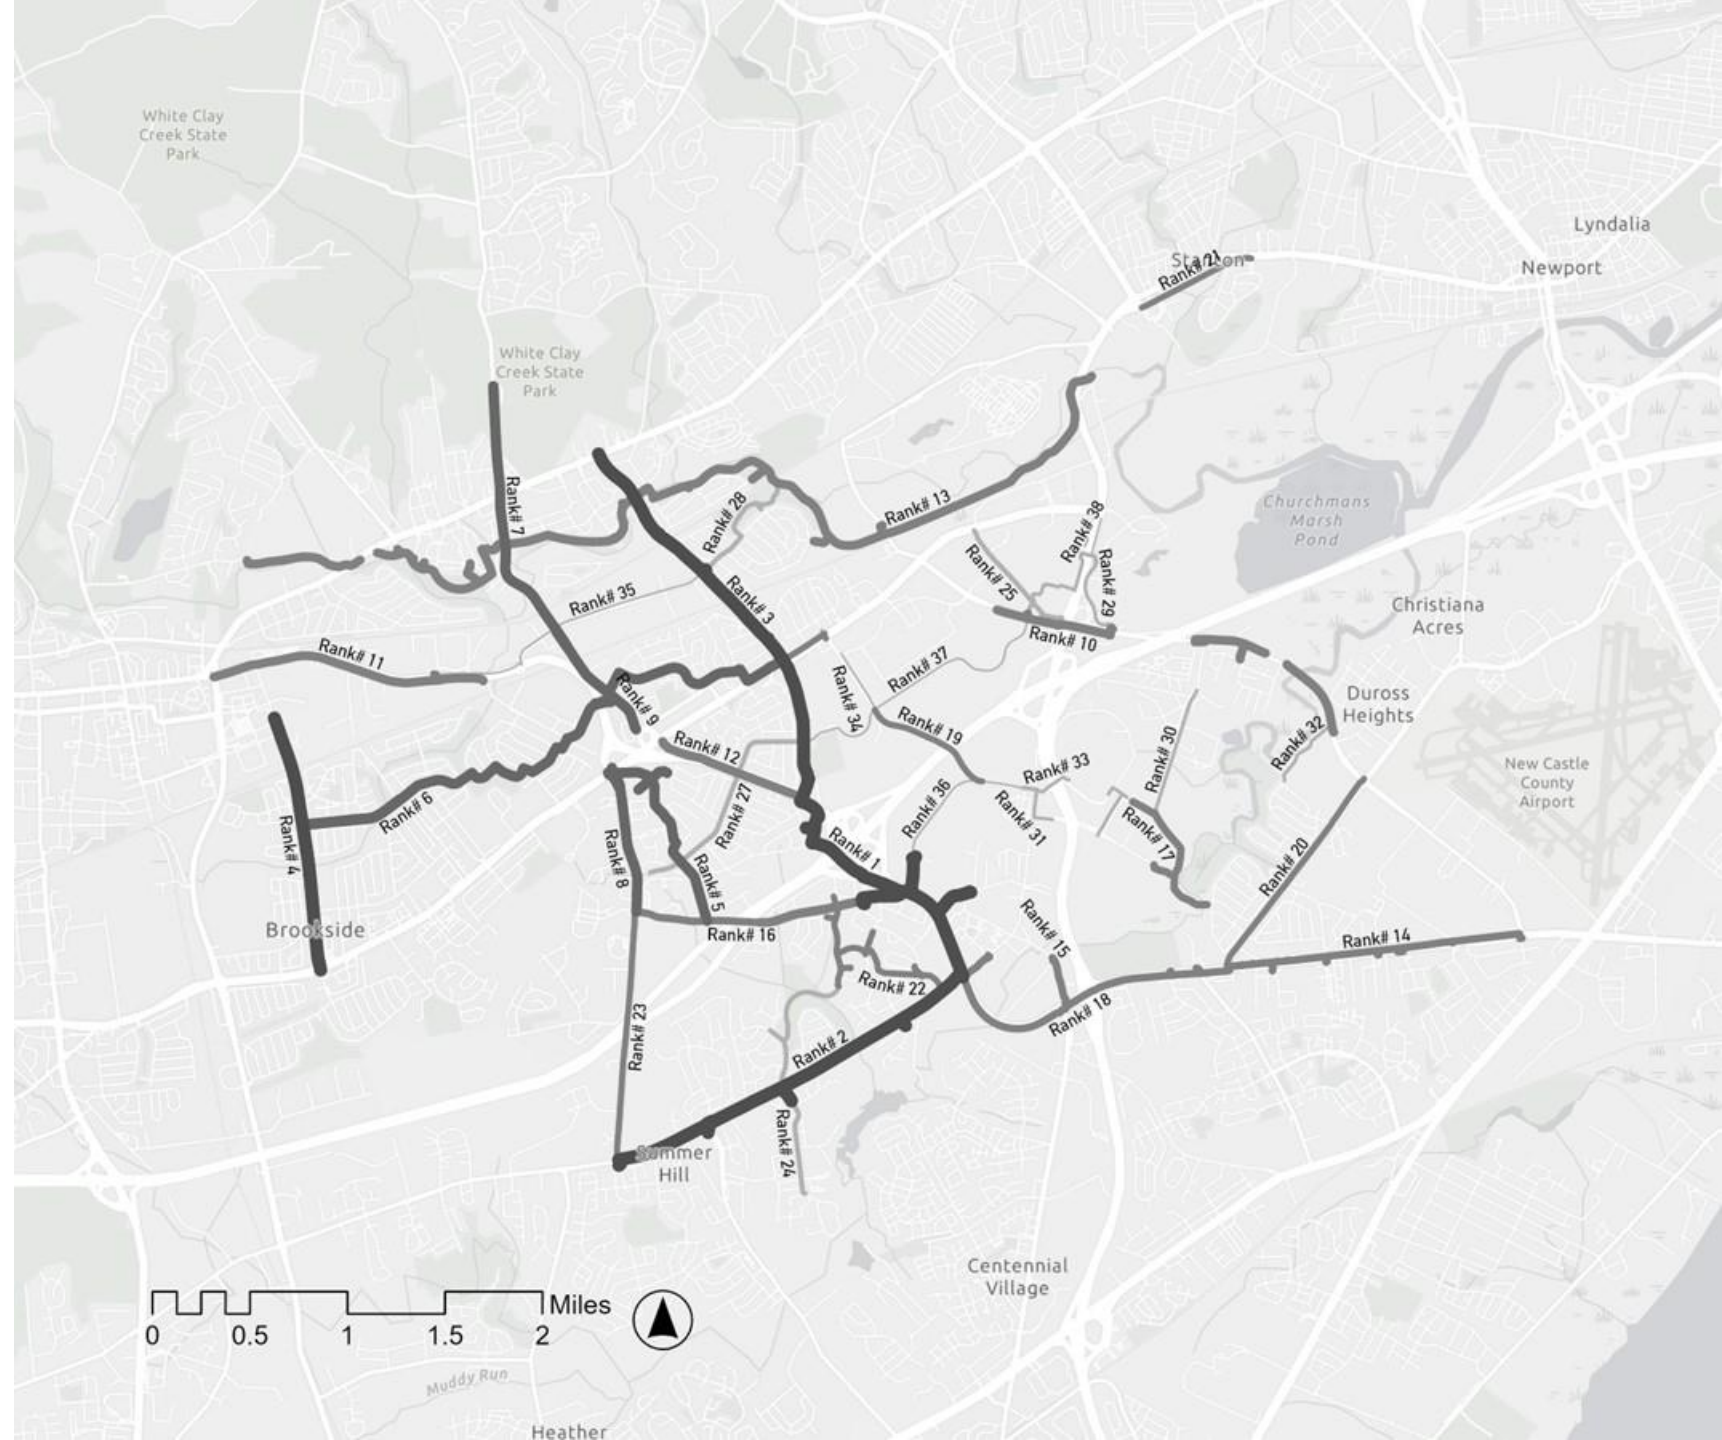 White Clay
Creek State
Park
Lyndalia
Newport
Stanton
Rank# 21
White Clay
Creek State
Park
Rank# 7
Rank# 28
Rank# 13
Rank# 38
Churchmans
Marsh
Pond
Rank# 25
Rank# 29
Rank# 35
Rank# 3
Rank# 10
Christiana
Acres
Rank# 11
Rank# 37
Rank# 34
Rank# 9
Duross
Heights
Rank# 19
Rank# 12
Rank# 32
Rank# 30
Rank# 33
New Castle
County
Airport
Rank# 6
Rank# 27
Rank# 36
Rank# 31
Rank# 17
Rank# 4
Rank# 8
Rank# 1
Rank# 5
Rank# 20
Brookside
Rank# 16
Rank# 15
Rank# 14
Rank# 22
Rank# 18
Rank# 23
Rank# 2
Rank# 24
Summer
Hill
Centennial
Village
Miles
0 0.5 1 1.5 2
Muddy Run
Heather